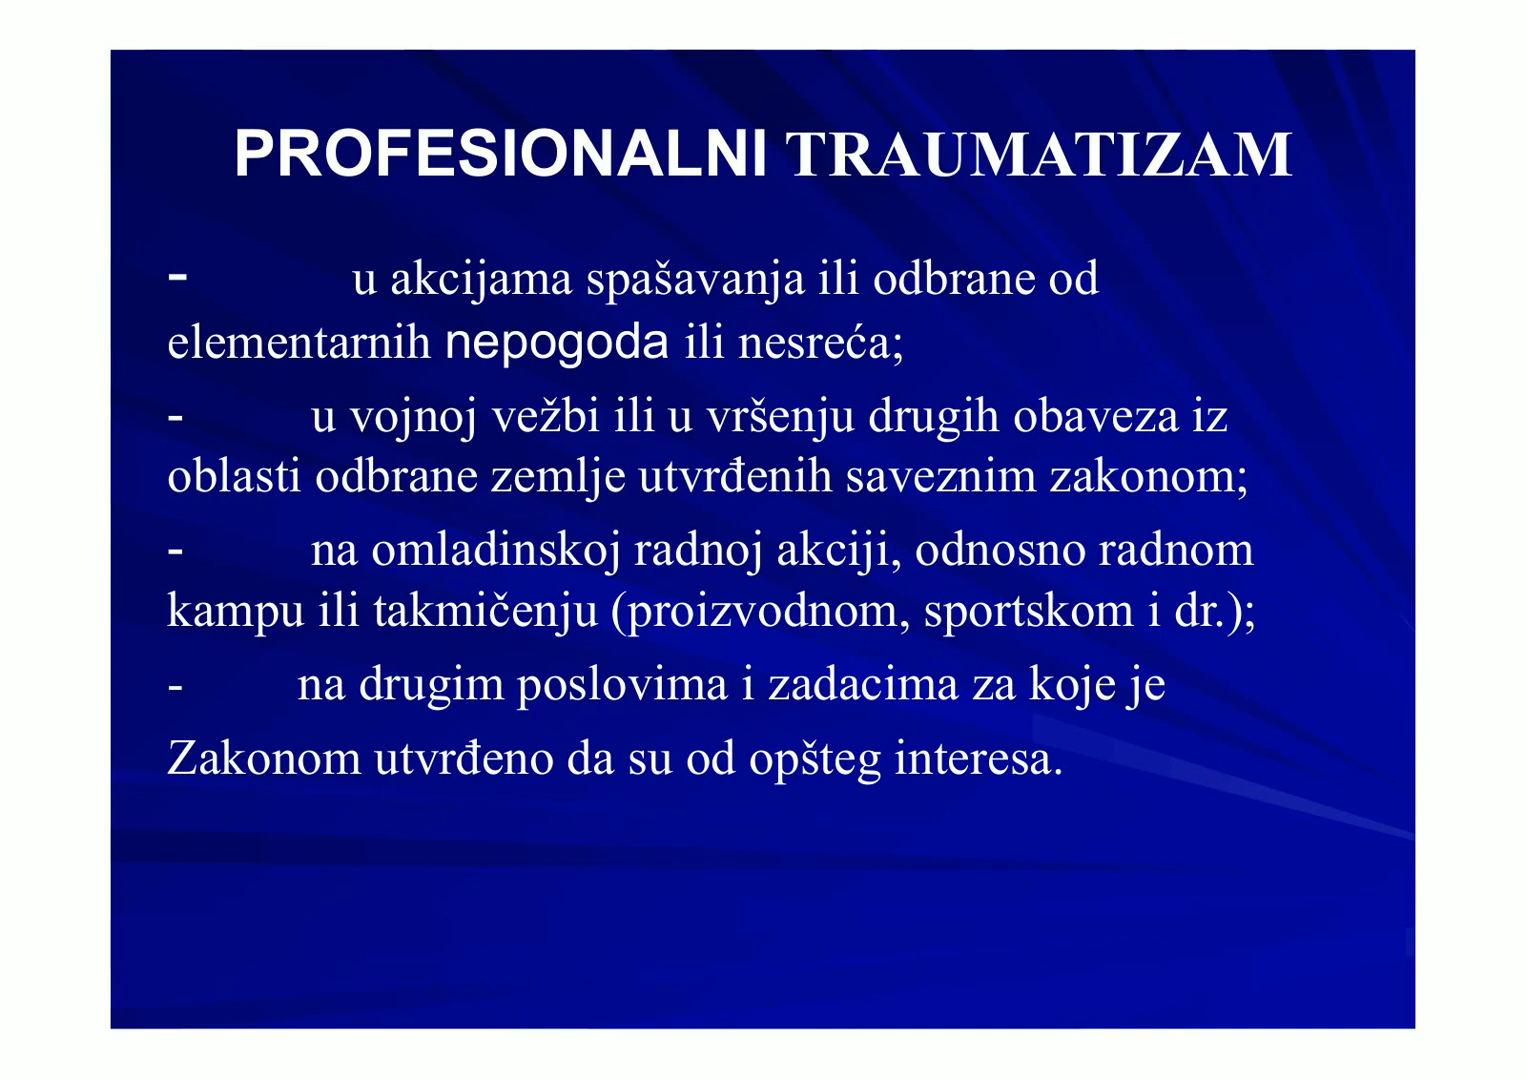 PROFESIONALNI TRAUMATIZAM
- u akcijama spašavanja ili odbrane od
elementarnih nepogoda ili nesreća;
- u vojnoj vežbi ili u vršenju drugih obaveza iz
oblasti odbrane zemlje utvrđenih saveznim zakonom;
- na omladinskoj radnoj akciji, odnosno radnom
kampu ili takmičenju (proizvodnom, sportskom i dr.);
- na drugim poslovima i zadacima za koje je
Zakonom utvrđeno da su od opšteg interesa.